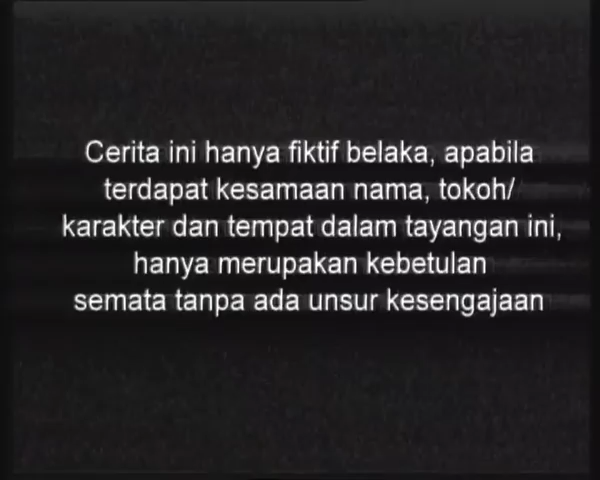 Cerita ini hanya fiktif belaka, apabila
terdapat kesamaan nama, tokoh/
karakter dan tempat dalam tayangan ini,
hanya merupakan kebetulan
semata tanpa ada unsur kesengajaan